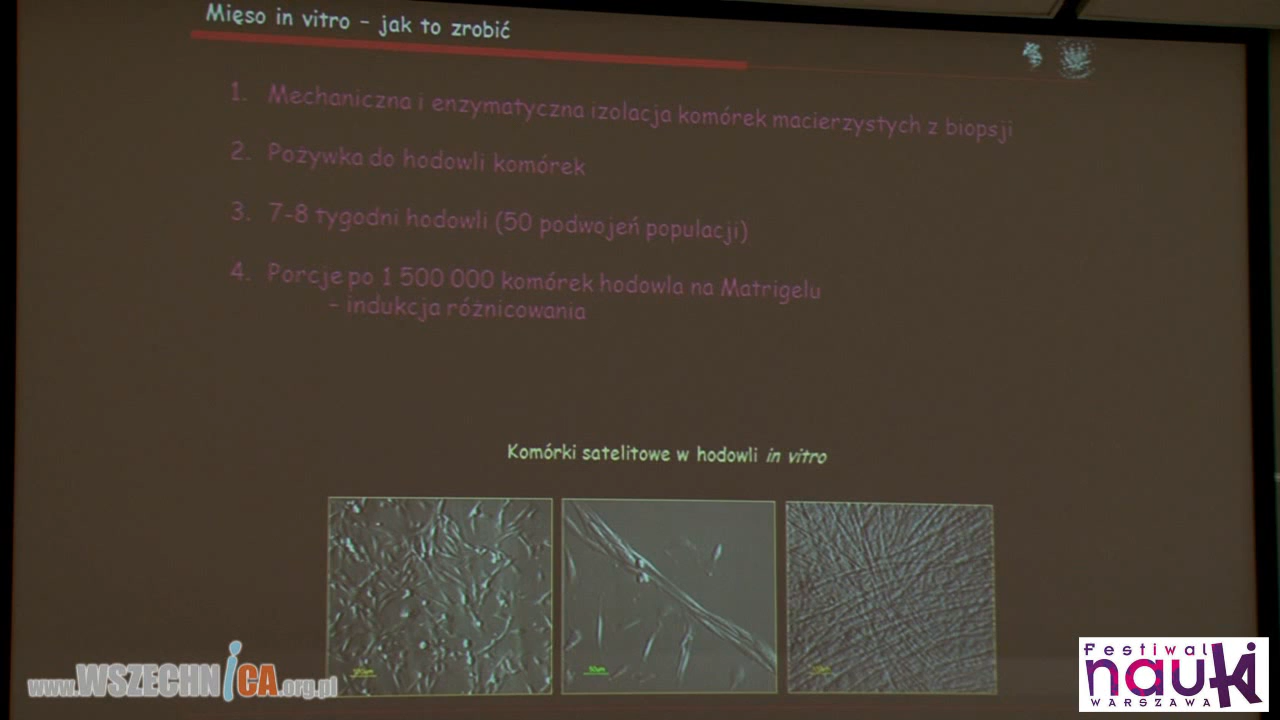 Mięso in vitro – jak to zrobić
1. Mechaniczna i enzymatyczna izolacja komórek macierzystych z biopsji
2. Pożywka do hodowli komórek
3. 7-8 tygodni hodowli (50 podwojeń populacji)
4. Porcje po 1 500 000 komórek hodowla na Matrigelu
– indukcja różnicowania
Komórki satelitowe w hodowli in vitro
50µm
www.WSZECHNICA.org.pl
Festiwal
nauki
WARSZAWA